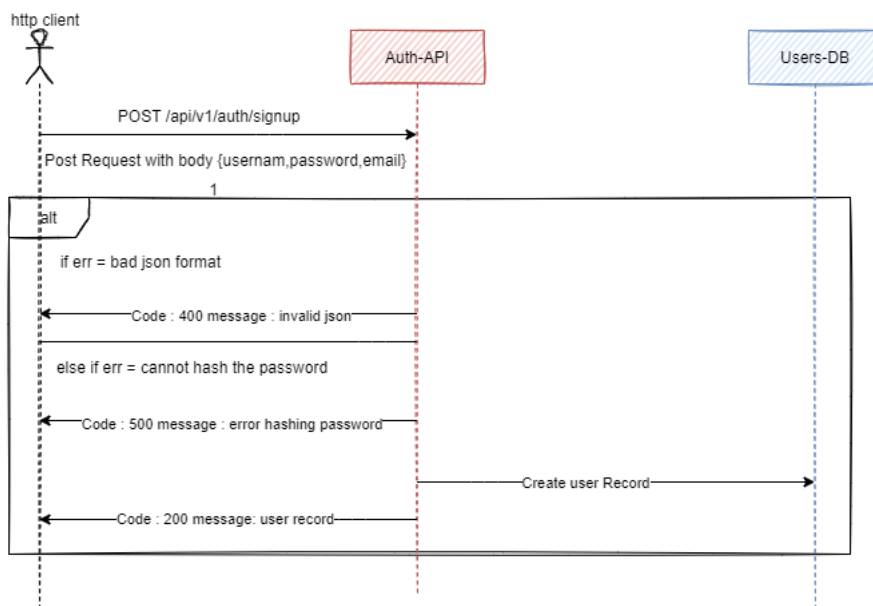 http client
Auth-API
Users-DB
POST /api/v1/auth/signup
Post Request with body {usernam,password,email}
1
alt
if err = bad json format
Code : 400 message : invalid json
else if err = cannot hash the password
Code : 500 message : error hashing password
Create user Record
Code : 200 message: user record